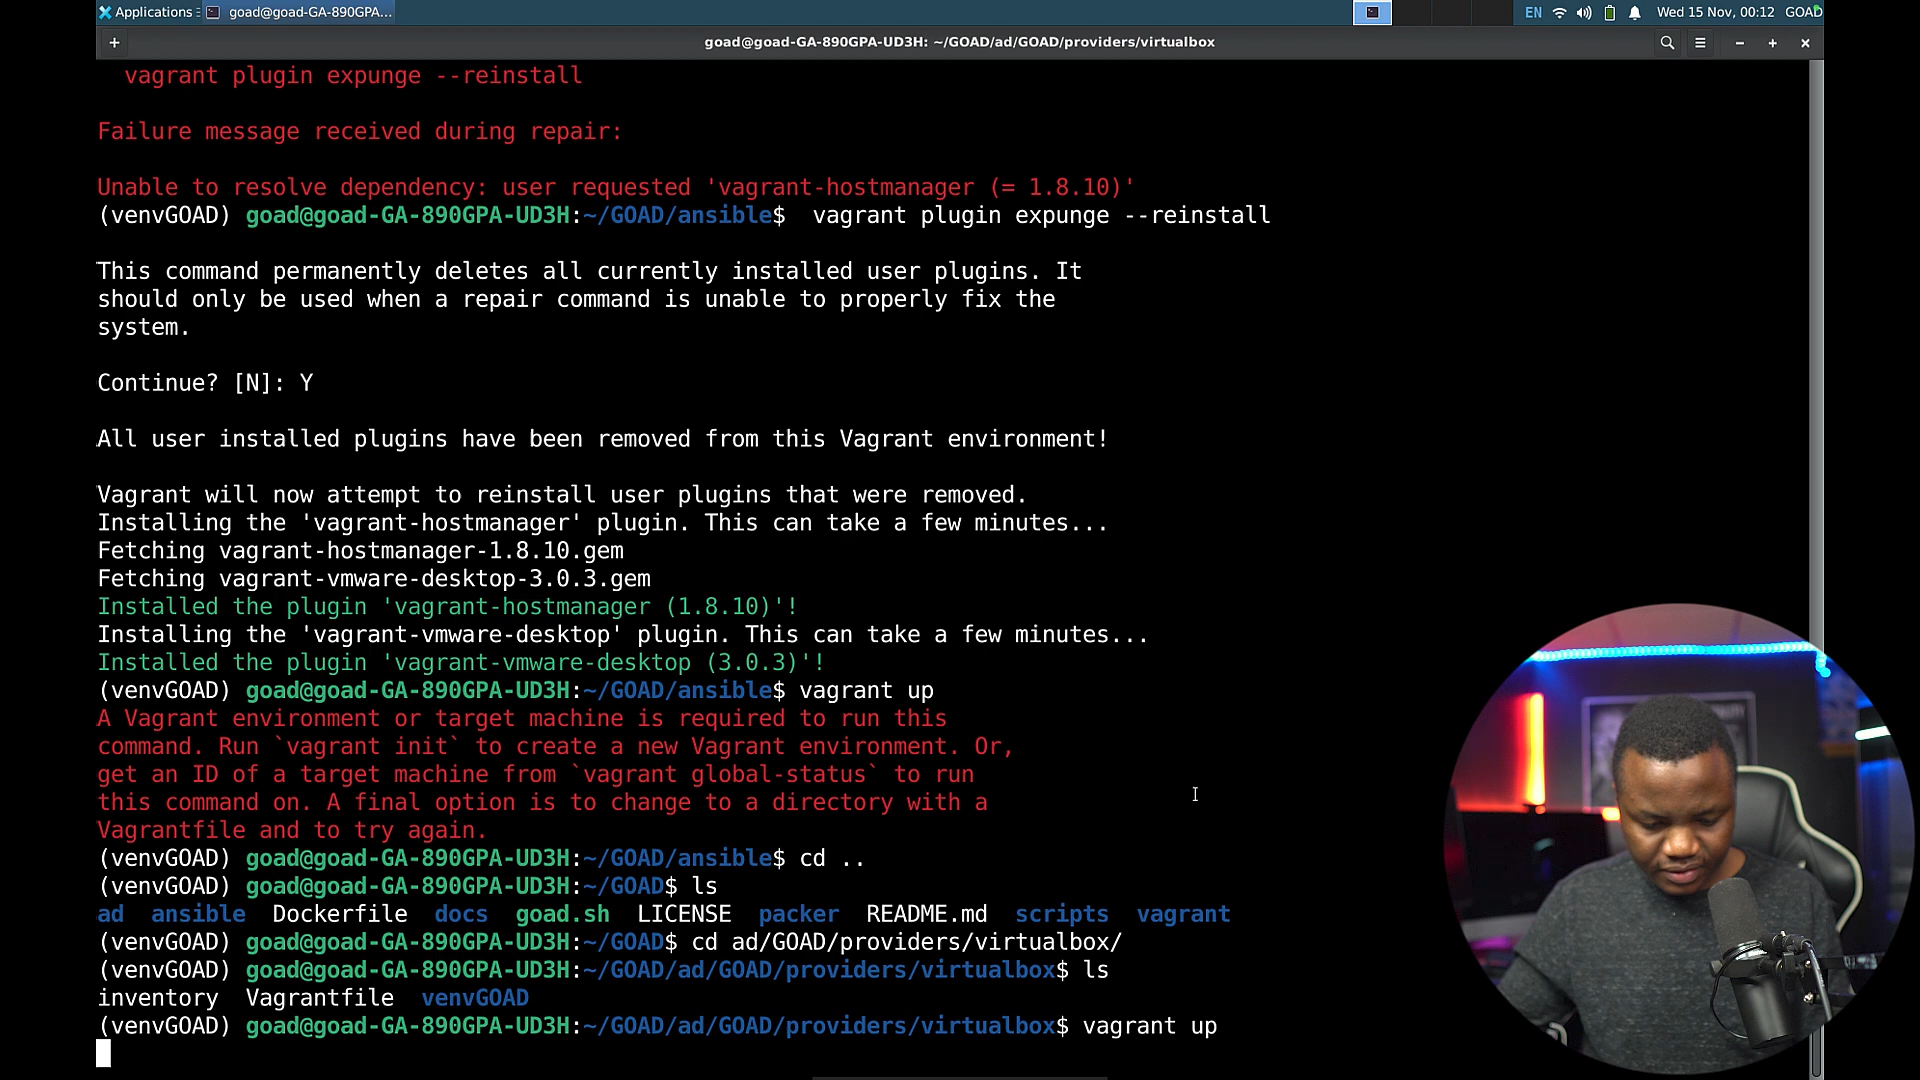 Applications
goad@goad-GA-890GPA...
EN
Wed 15 Nov, 00:12
GOAD
goad@goad-GA-890GPA-UD3H: ~/GOAD/ad/GOAD/providers/virtualbox
vagrant plugin expunge --reinstall
Failure message received during repair:
Unable to resolve dependency: user requested 'vagrant-hostmanager (= 1.8.10)'
(venvGOAD) goad@goad-GA-890GPA-UD3H:~/GOAD/ansible$  vagrant plugin expunge --reinstall
This command permanently deletes all currently installed user plugins. It
should only be used when a repair command is unable to properly fix the
system.
Continue? [N]: Y
All user installed plugins have been removed from this Vagrant environment!
Vagrant will now attempt to reinstall user plugins that were removed.
Installing the 'vagrant-hostmanager' plugin. This can take a few minutes...
Fetching vagrant-hostmanager-1.8.10.gem
Fetching vagrant-vmware-desktop-3.0.3.gem
Installed the plugin 'vagrant-hostmanager (1.8.10)'!
Installing the 'vagrant-vmware-desktop' plugin. This can take a few minutes...
Installed the plugin 'vagrant-vmware-desktop (3.0.3)'!
(venvGOAD) goad@goad-GA-890GPA-UD3H:~/GOAD/ansible$ vagrant up
A Vagrant environment or target machine is required to run this
command. Run `vagrant init` to create a new Vagrant environment. Or,
get an ID of a target machine from `vagrant global-status` to run
this command on. A final option is to change to a directory with a
Vagrantfile and to try again.
(venvGOAD) goad@goad-GA-890GPA-UD3H:~/GOAD/ansible$ cd ..
(venvGOAD) goad@goad-GA-890GPA-UD3H:~/GOAD$ ls
ad  ansible  Dockerfile  docs  goad.sh  LICENSE  packer  README.md  scripts  vagrant
(venvGOAD) goad@goad-GA-890GPA-UD3H:~/GOAD$ cd ad/GOAD/providers/virtualbox/
(venvGOAD) goad@goad-GA-890GPA-UD3H:~/GOAD/ad/GOAD/providers/virtualbox$ ls
inventory  Vagrantfile  venvGOAD
(venvGOAD) goad@goad-GA-890GPA-UD3H:~/GOAD/ad/GOAD/providers/virtualbox$ vagrant up